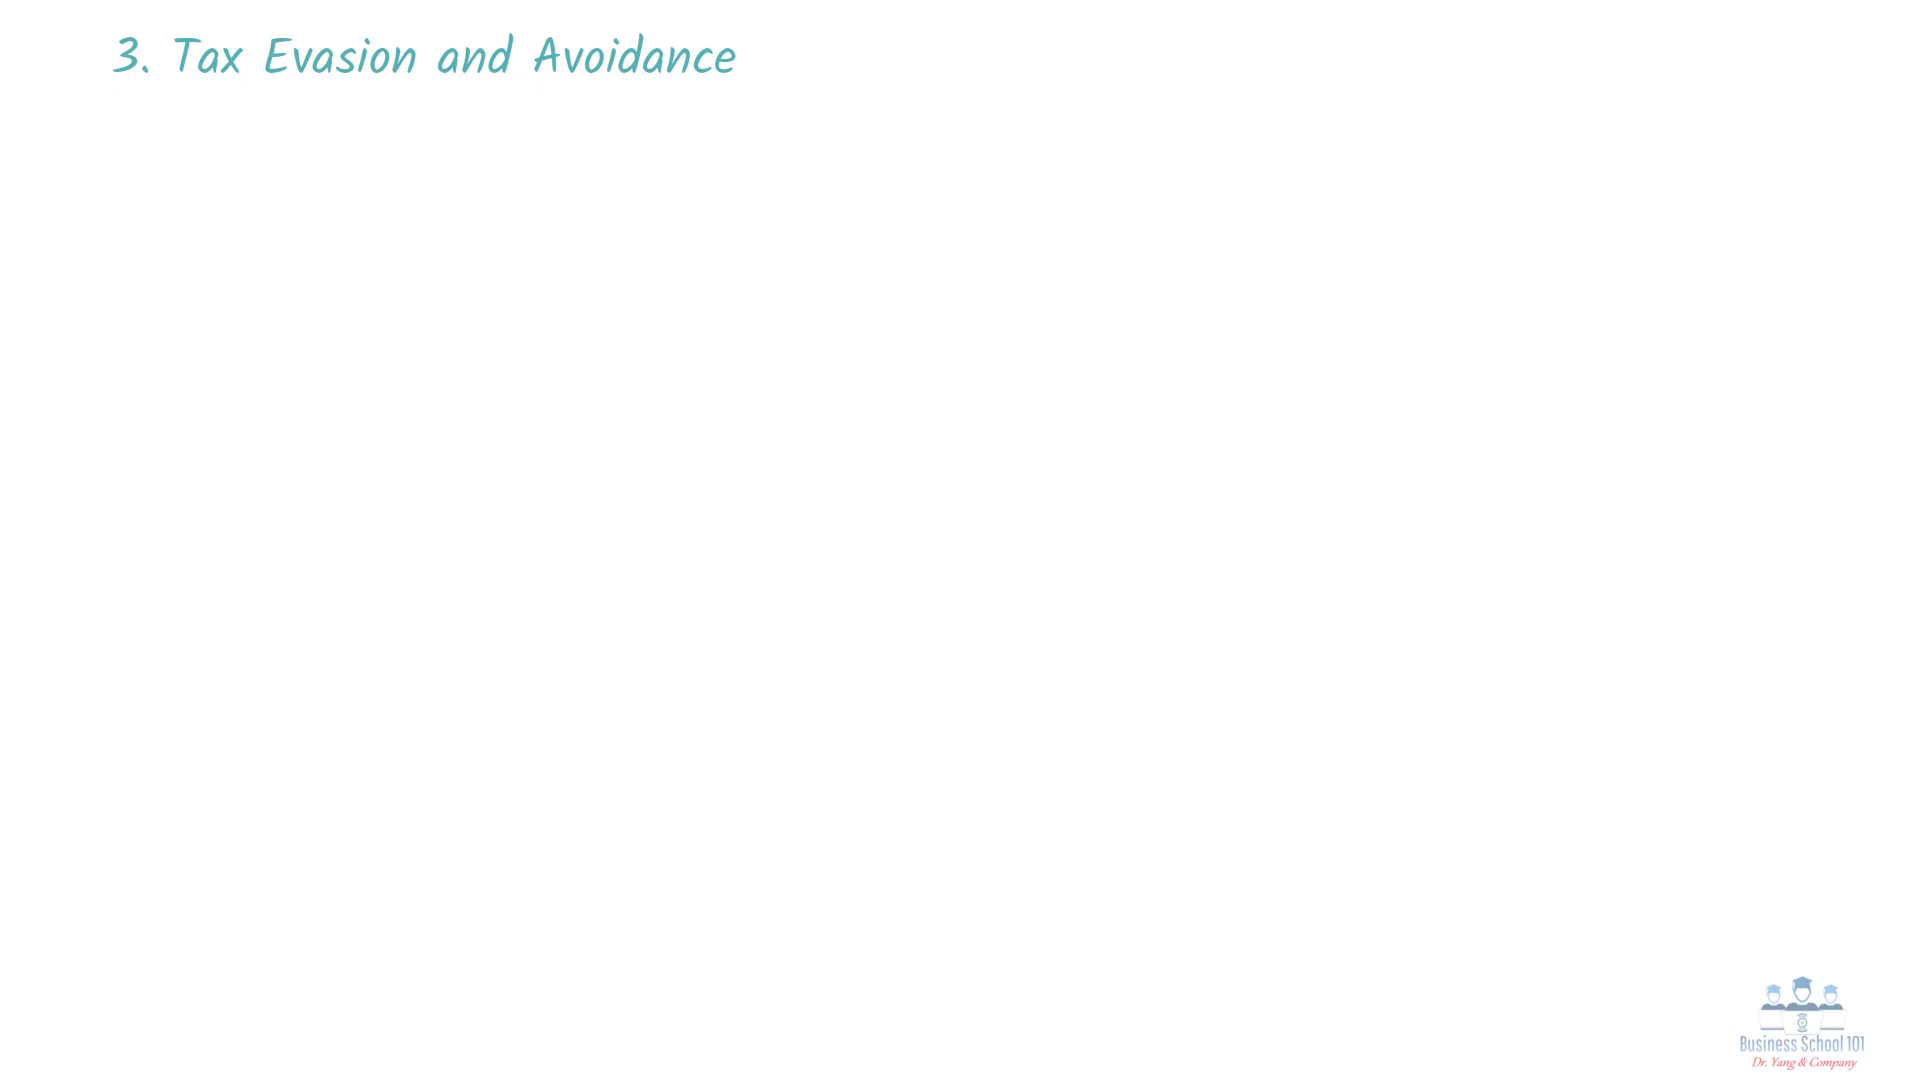 3. Tax Evasion and Avoidance
Business School 101
Dr. Yang & Company